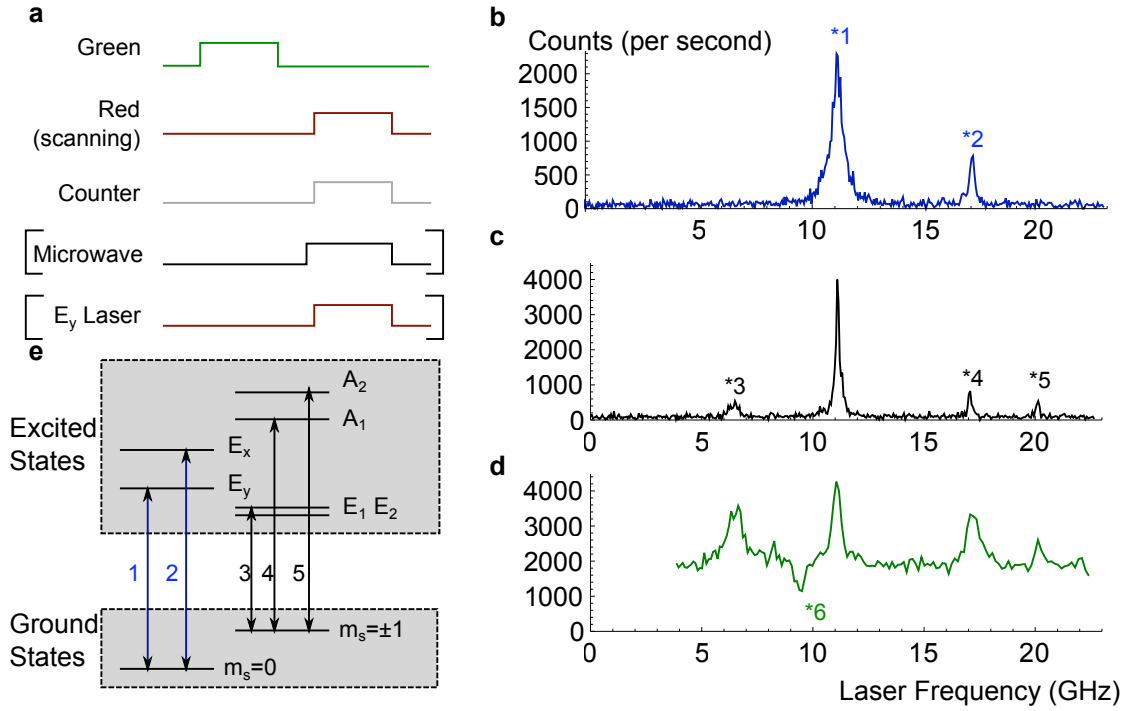 a
Green
Red
(scanning)
Counter
Microwave
E_y Laser
b
Counts (per second)
*1
*2
2000
1500
1000
500
0
5
10
15
20
c
4000
3000
2000
1000
0
*3
*4
*5
0
5
10
15
20
d
4000
3000
2000
1000
0
*6
0
5
10
15
20
Laser Frequency (GHz)
e
Excited
States
A_2
A_1
E_x
E_y
E_1 E_2
1
2
3
4
5
Ground
States
m_s=±1
m_s=0